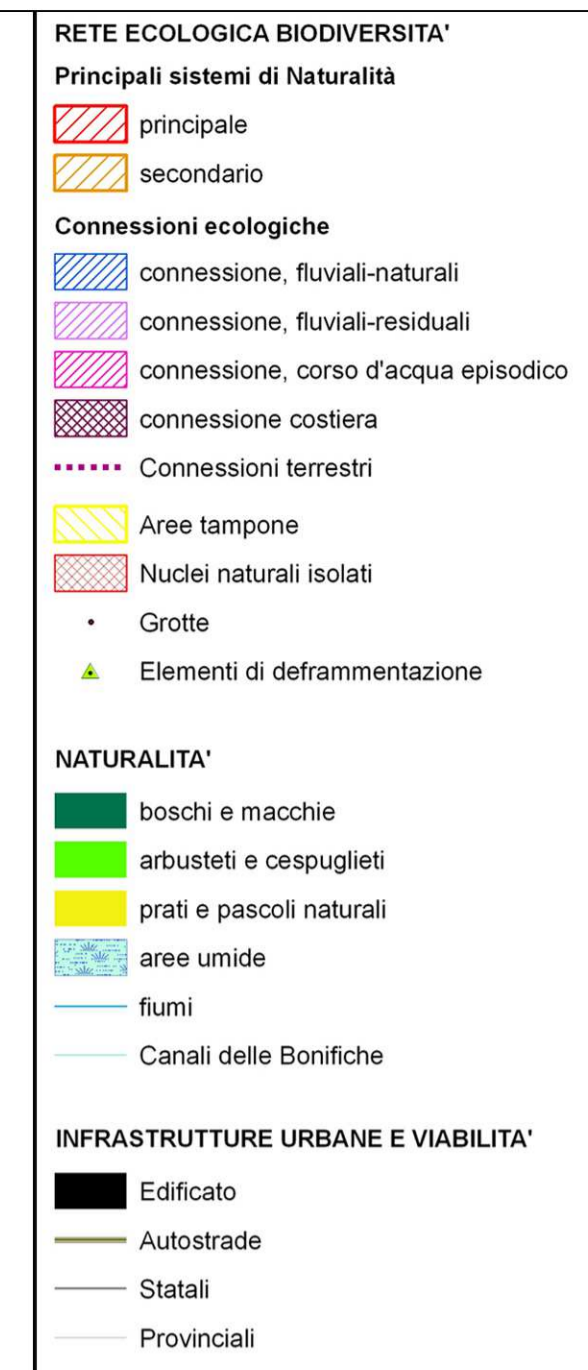 RETE ECOLOGICA BIODIVERSITA'
Principali sistemi di Naturalità
principale
secondario
Connessioni ecologiche
connessione, fluviali-naturali
connessione, fluviali-residuali
connessione, corso d'acqua episodico
connessione costiera
Connessioni terrestri
Aree tampone
Nuclei naturali isolati
Grotte
Elementi di deframmentazione
NATURALITA'
boschi e macchie
arbusteti e cespuglieti
prati e pascoli naturali
aree umide
fiumi
Canali delle Bonifiche
INFRASTRUTTURE URBANE E VIABILITA'
Edificato
Autostrade
Statali
Provinciali